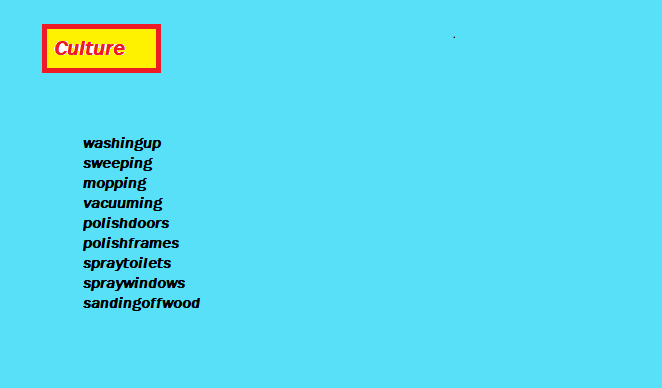 Culture
washingup
sweeping
mopping
vacuuming
polishdoors
polishframes
spraytoilets
spraywindows
sandingoffwood